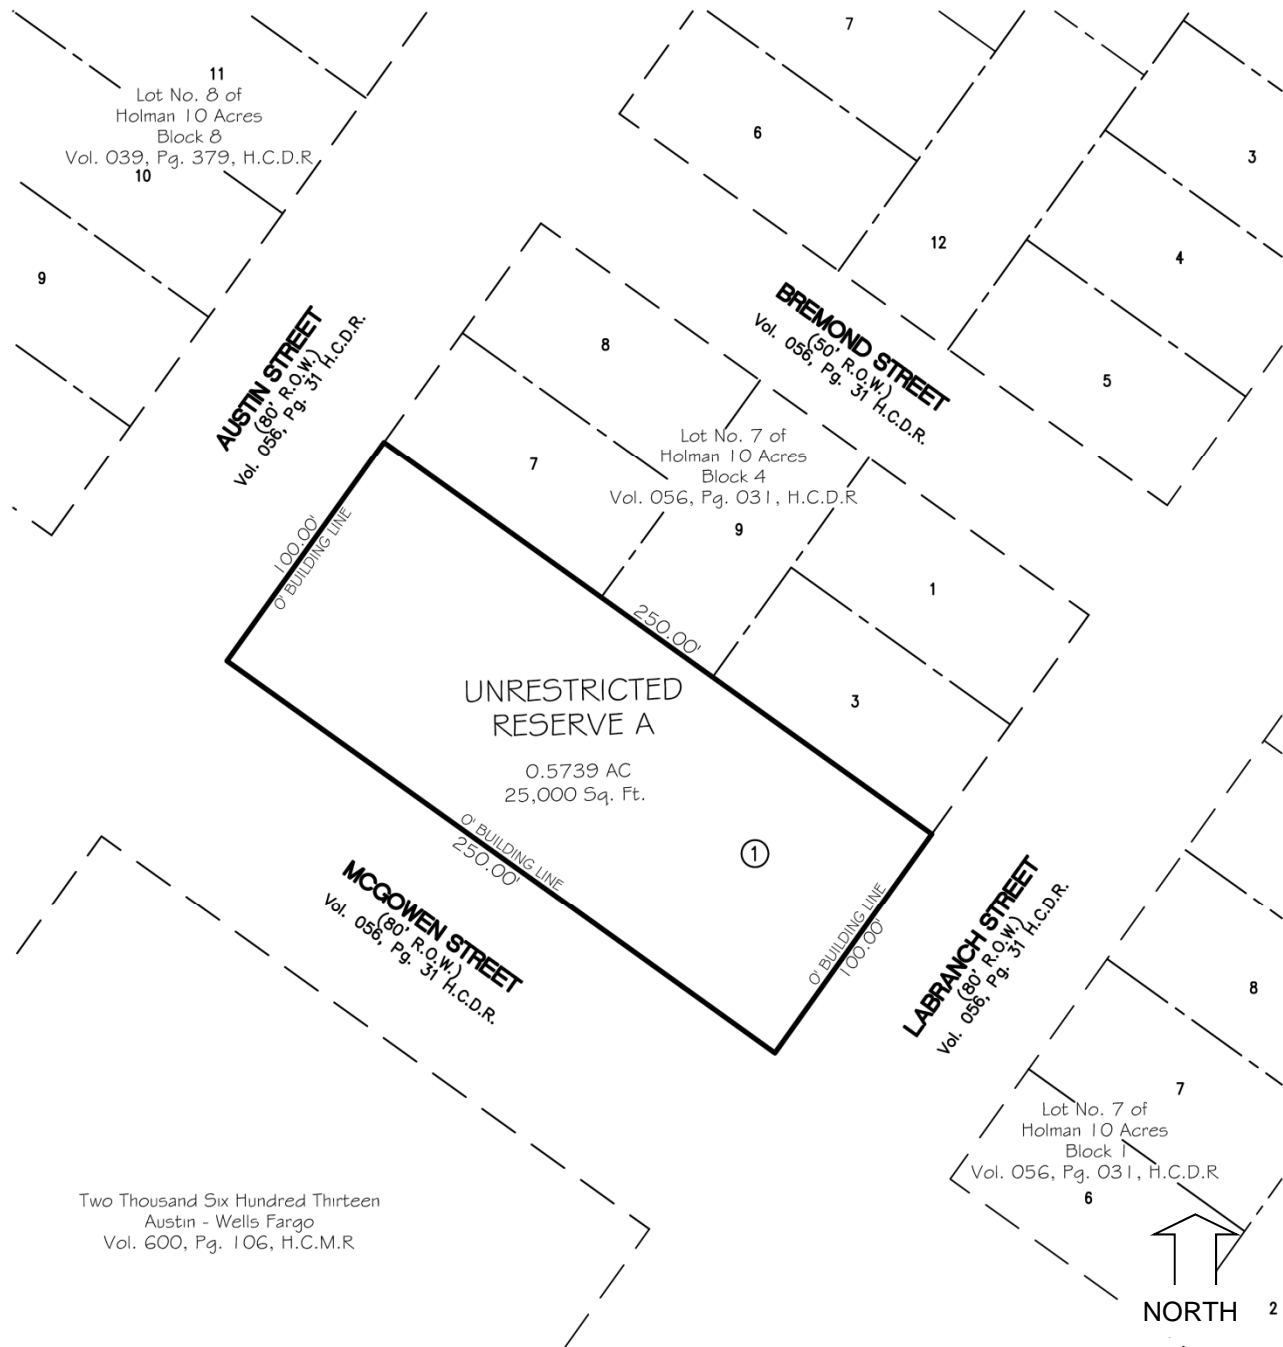 7
11
Lot No. 8 of
Holman 10 Acres
Block 8
Vol. 039, Pg. 379, H.C.D.R
10
9
6
3
12
4
5
BREMOND STREET
(50' R.O.W.)
Vol. 056, Pg. 31 H.C.D.R.
AUSTIN STREET
(80' R.O.W.)
Vol. 056, Pg. 31 H.C.D.R.
8
7
Lot No. 7 of
Holman 10 Acres
Block 4
Vol. 056, Pg. 031, H.C.D.R
9
1
3
100.00'
0' BUILDING LINE
250.00'
UNRESTRICTED
RESERVE A
0.5739 AC
25,000 Sq. Ft.
1
0' BUILDING LINE
250.00'
0' BUILDING LINE
100.00'
MCGOWEN STREET
(80' R.O.W.)
Vol. 056, Pg. 31 H.C.D.R.
LABRANCH STREET
(80' R.O.W.)
Vol. 056, Pg. 31 H.C.D.R.
8
7
Lot No. 7 of
Holman 10 Acres
Block 1
Vol. 056, Pg. 031, H.C.D.R
6
Two Thousand Six Hundred Thirteen
Austin - Wells Fargo
Vol. 600, Pg. 106, H.C.M.R
NORTH
2